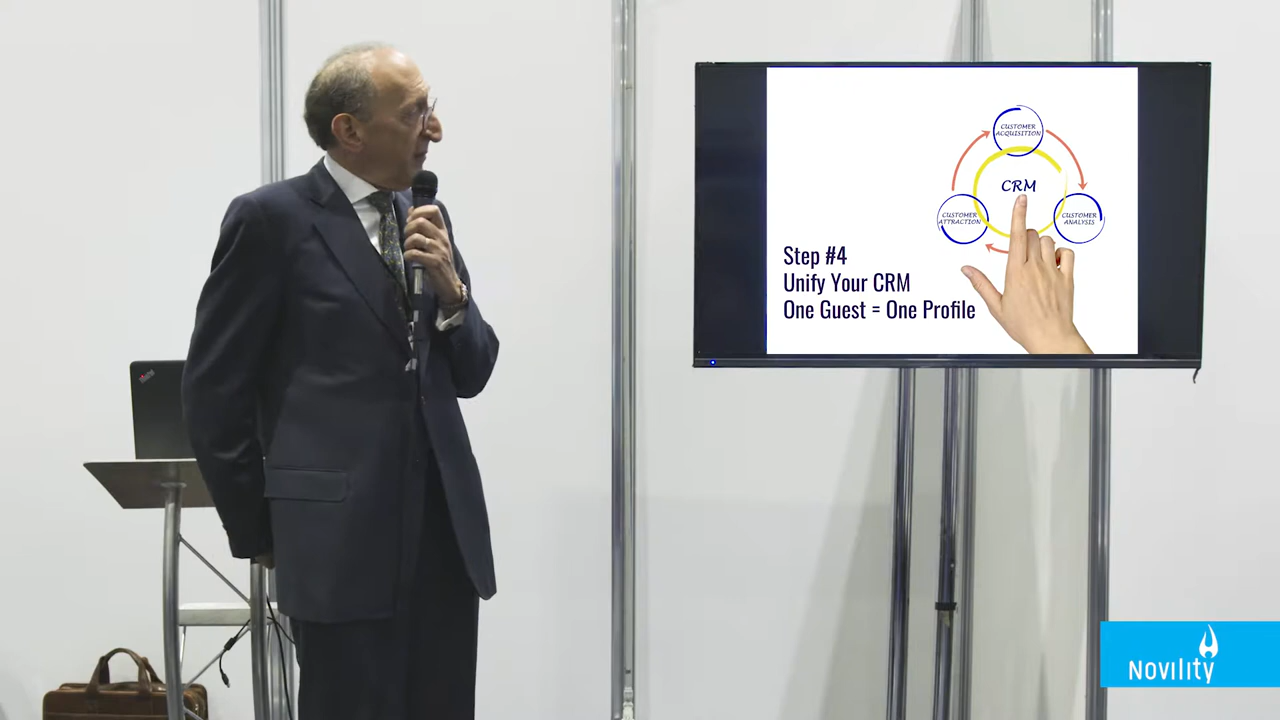 CUSTOMER
ACQUISITION
CRM
CUSTOMER
ATTRACTION
CUSTOMER
ANALYSIS
Step #4
Unify Your CRM
One Guest = One Profile
NOVILITY